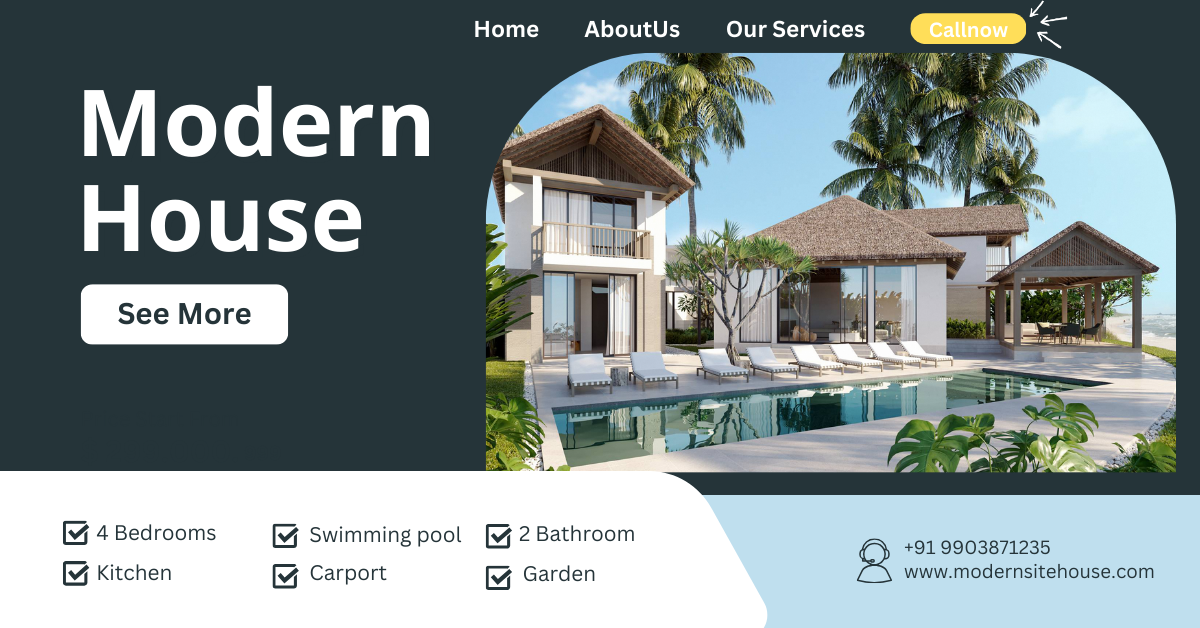 Home AboutUs Our Services Callnow
Modern
House
See More
4 Bedrooms Swimming pool 2 Bathroom
Kitchen Carport Garden
+91 9903871235
www.modernsitehouse.com